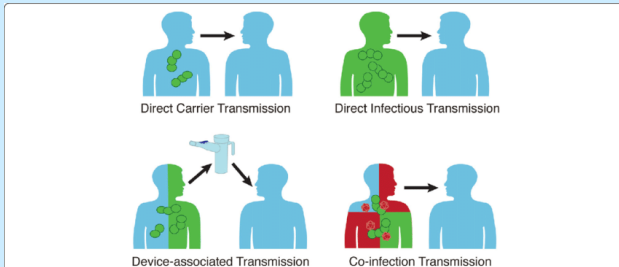 Direct Carrier Transmission
Direct Infectious Transmission
Device-associated Transmission
Co-infection Transmission